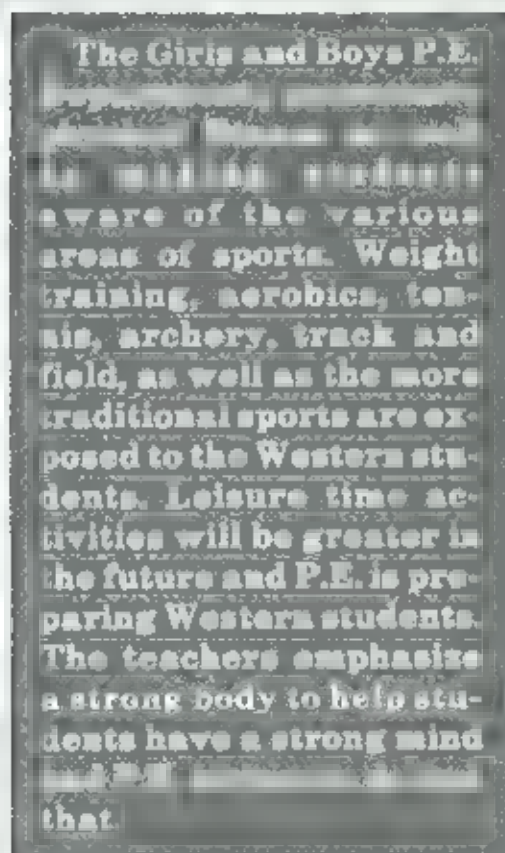 The Girls and Boys P.E.
aware of the various
areas of sports. Weight
training, aerobics, ten-
nis, archery, track and
field, as well as the more
traditional sports are ex-
posed to the Western stu-
dents. Leisure time ac-
tivities will be greater in
the future and P.E. is pre-
paring Western students.
The teachers emphasize
a strong body to help stu-
dents have a strong mind
that.